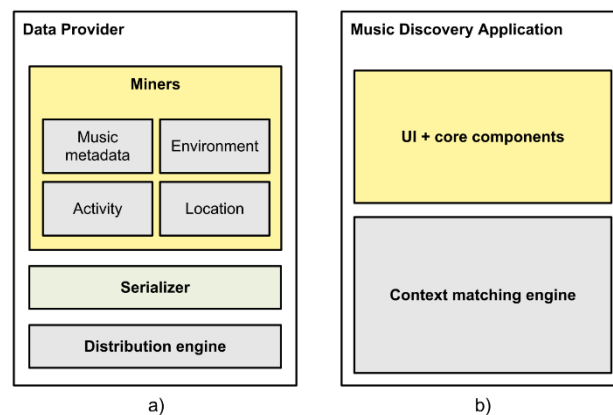 Data Provider
Miners
Music
metadata
Environment
Activity
Location
Serializer
Distribution engine
a)
Music Discovery Application
UI + core components
Context matching engine
b)